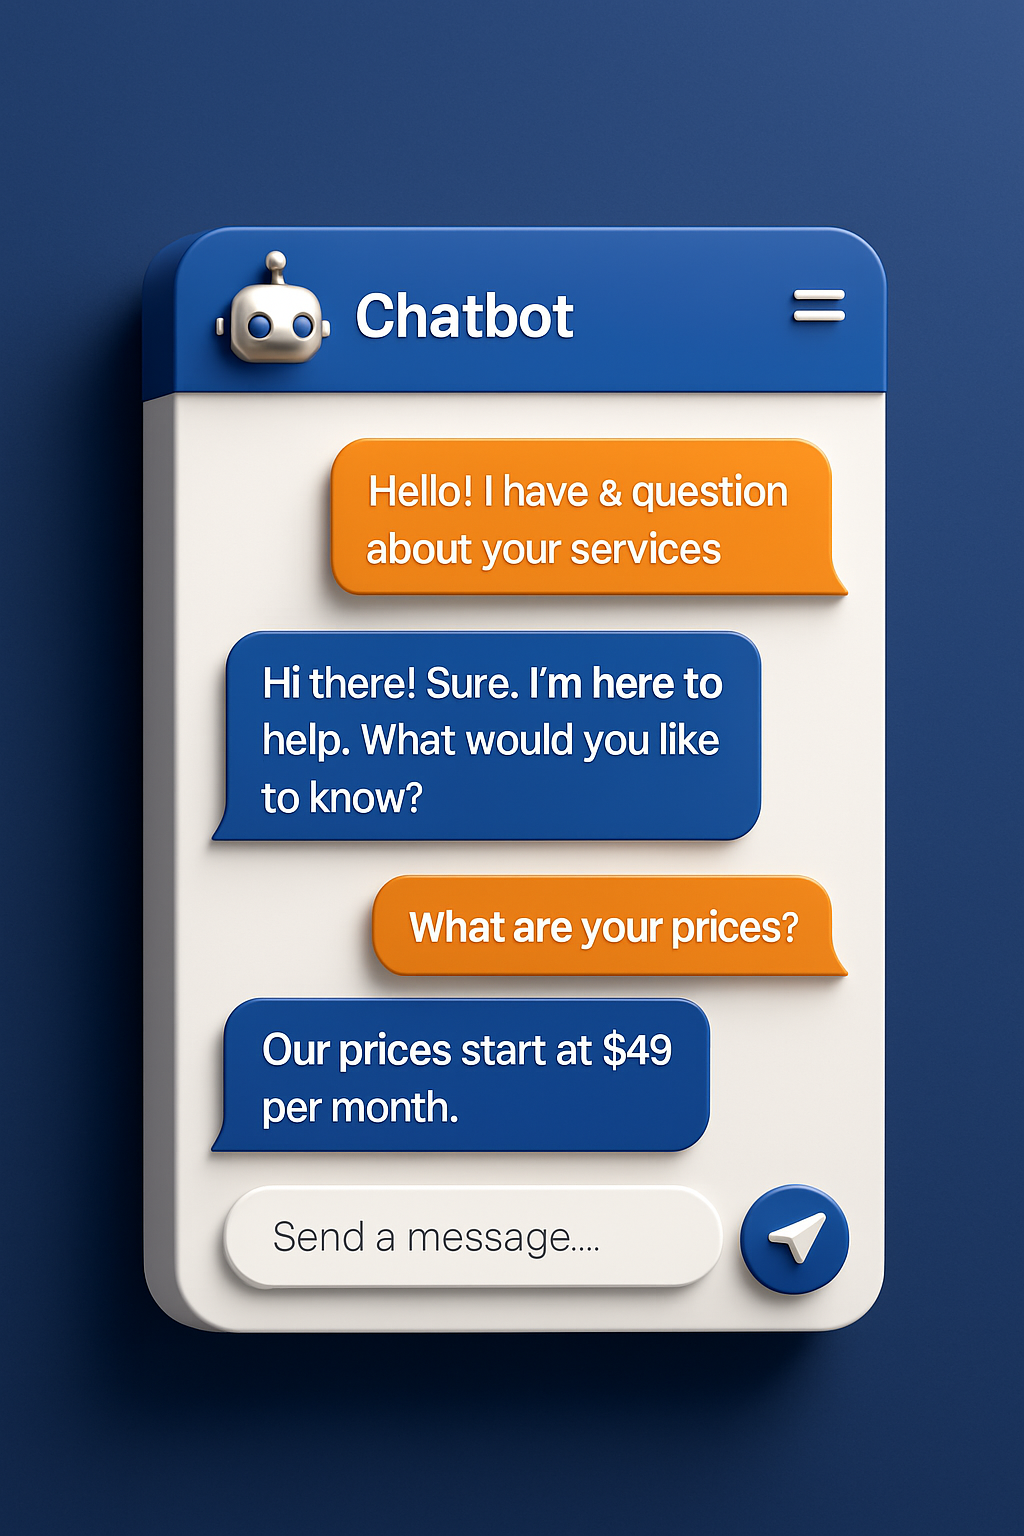 Chatbot
Hello! I have & question
about your services
Hi there! Sure. I'm here to
help. What would you like
to know?
What are your prices?
Our prices start at $49
per month.
Send a message....